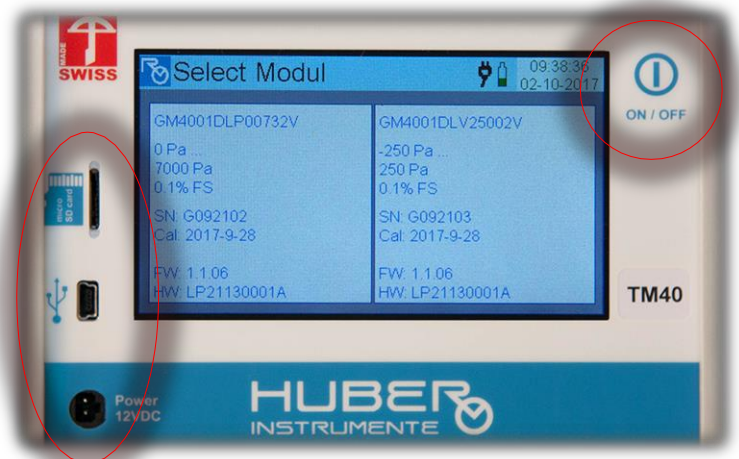 MADE
SWISS
Select Modul
09:38:36
02-10-2017
ON / OFF
GM4001DLP00732V
0 Pa ...
7000 Pa
0.1% FS
SN: G092102
Cal: 2017-9-28
FW: 1.1.06
HW: LP21130001A
GM4001DLV25002V
-250 Pa ...
250 Pa
0.1% FS
SN: G092103
Cal: 2017-9-28
FW: 1.1.06
HW: LP21130001A
micro
SD card
TM40
Power
12VDC
HUBER
INSTRUMENTE